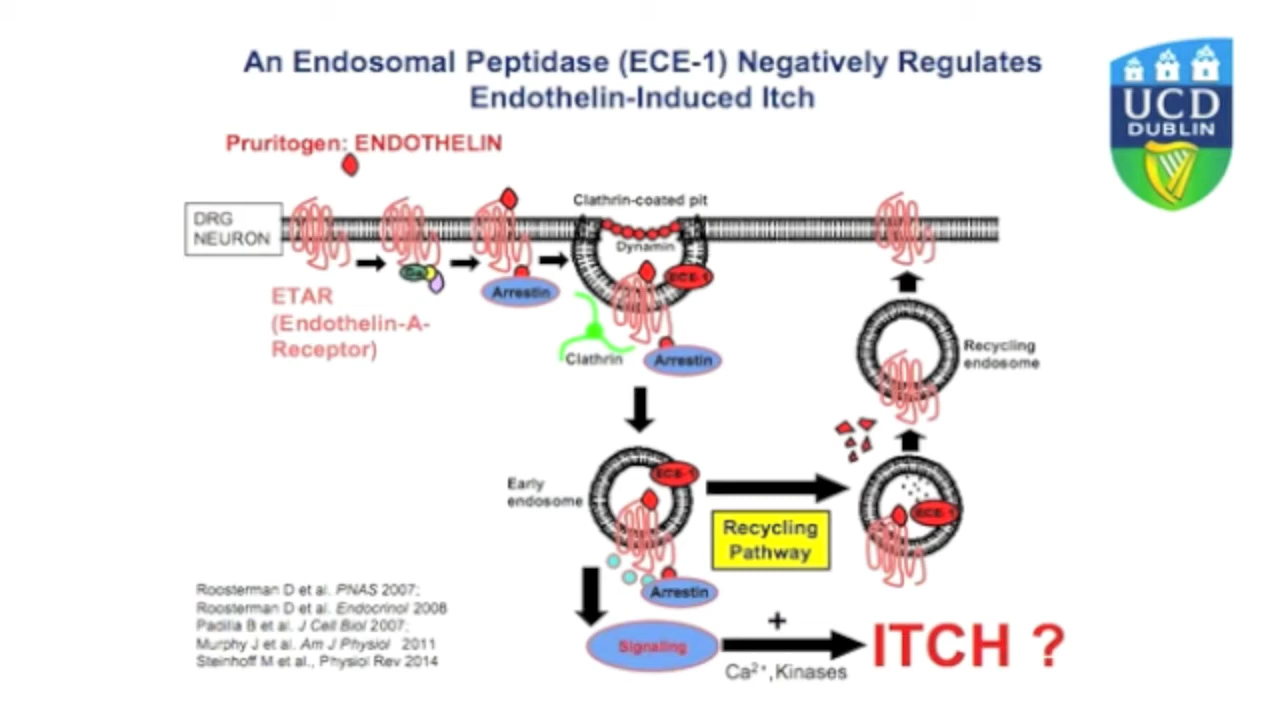 An Endosomal Peptidase (ECE-1) Negatively Regulates
Endothelin-Induced Itch
UCD
DUBLIN
Pruritogen: ENDOTHELIN
DRG
NEURON
Clathrin-coated pit
Dynamin
ECE-1
Arrestin
ETAR
(Endothelin-A-
Receptor)
Clathrin
Arrestin
Recycling
endosome
Early
endosome
ECE-1
ECE-1
Recycling
Pathway
Arrestin
Signaling
+
Ca²⁺, Kinases
ITCH ?
Roosterman D et al. PNAS 2007;
Roosterman D et al. Endocrinol 2008
Padilla B et al. J Cell Biol 2007;
Murphy J et al. Am J Physiol 2011
Steinhoff M et al., Physiol Rev 2014